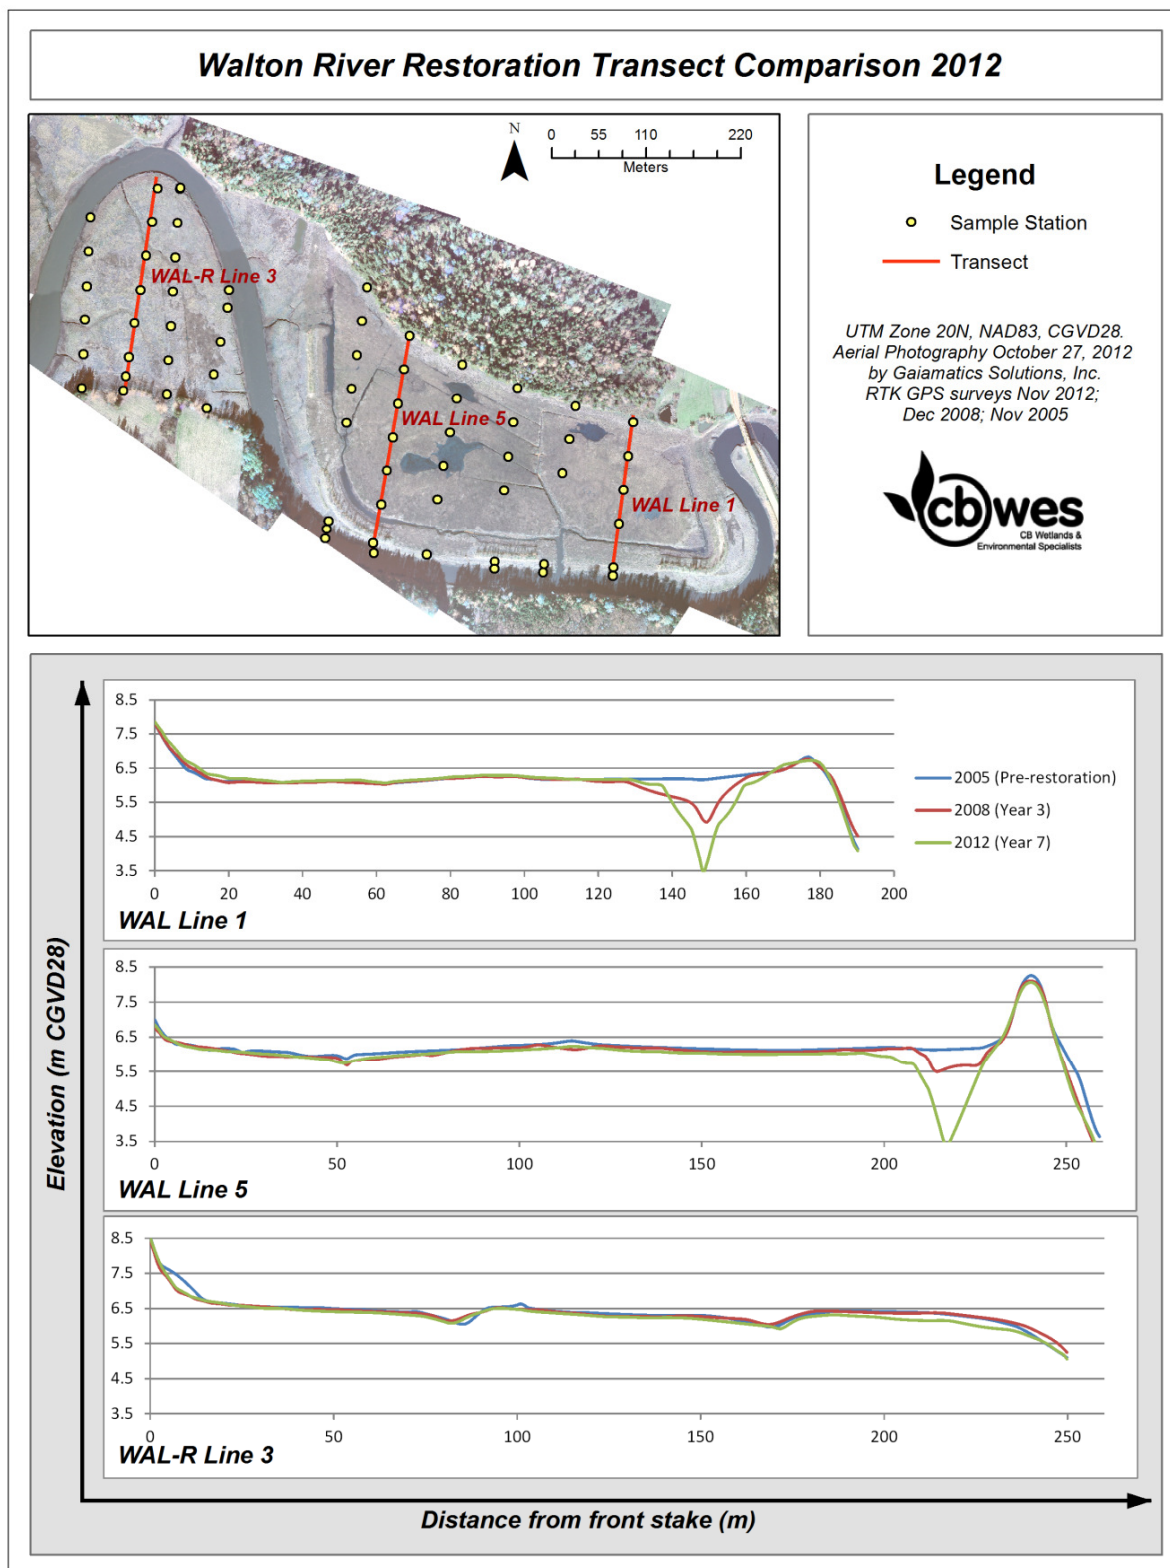 Walton River Restoration Transect Comparison 2012
N
0 55 110 220
Meters
WAL-R Line 3
WAL Line 5
WAL Line 1
Legend
Sample Station
Transect
UTM Zone 20N, NAD83, CGVD28.
Aerial Photography October 27, 2012
by Gaiamatics Solutions, Inc.
RTK GPS surveys Nov 2012;
Dec 2008; Nov 2005
cbwes
CB Wetlands &
Environmental Specialists
Elevation (m CGVD28)
8.5
7.5
6.5
5.5
4.5
3.5
0 20 40 60 80 100 120 140 160 180 200
WAL Line 1
2005 (Pre-restoration)
2008 (Year 3)
2012 (Year 7)
8.5
7.5
6.5
5.5
4.5
3.5
0 50 100 150 200 250
WAL Line 5
8.5
7.5
6.5
5.5
4.5
3.5
0 50 100 150 200 250
WAL-R Line 3
Distance from front stake (m)